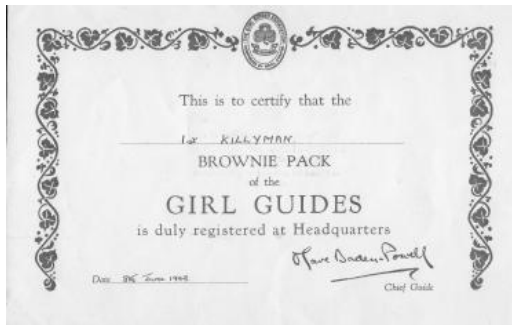 This is to certify that the
1st KILLYMAN
BROWNIE PACK
of the
GIRL GUIDES
is duly registered at Headquarters
Olave Baden-Powell
Date June
Chief Guide